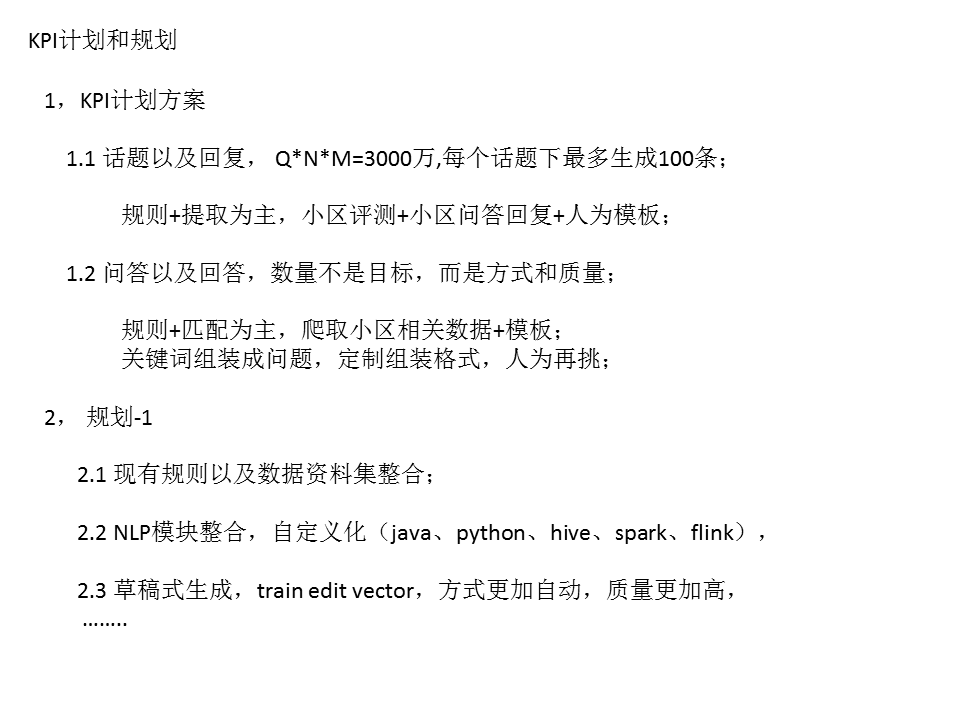 KPI计划和规划
1，KPI计划方案
1.1 话题以及回复， Q*N*M=3000万,每个话题下最多生成100条；
规则+提取为主，小区评测+小区问答回复+人为模板；
1.2 问答以及回答，数量不是目标，而是方式和质量；
规则+匹配为主，爬取小区相关数据+模板；
关键词组装成问题，定制组装格式，人为再挑；
2， 规划-1
2.1 现有规则以及数据资料集整合；
2.2 NLP模块整合，自定义化（java、python、hive、spark、flink），
2.3 草稿式生成，train edit vector，方式更加自动，质量更加高，
……..